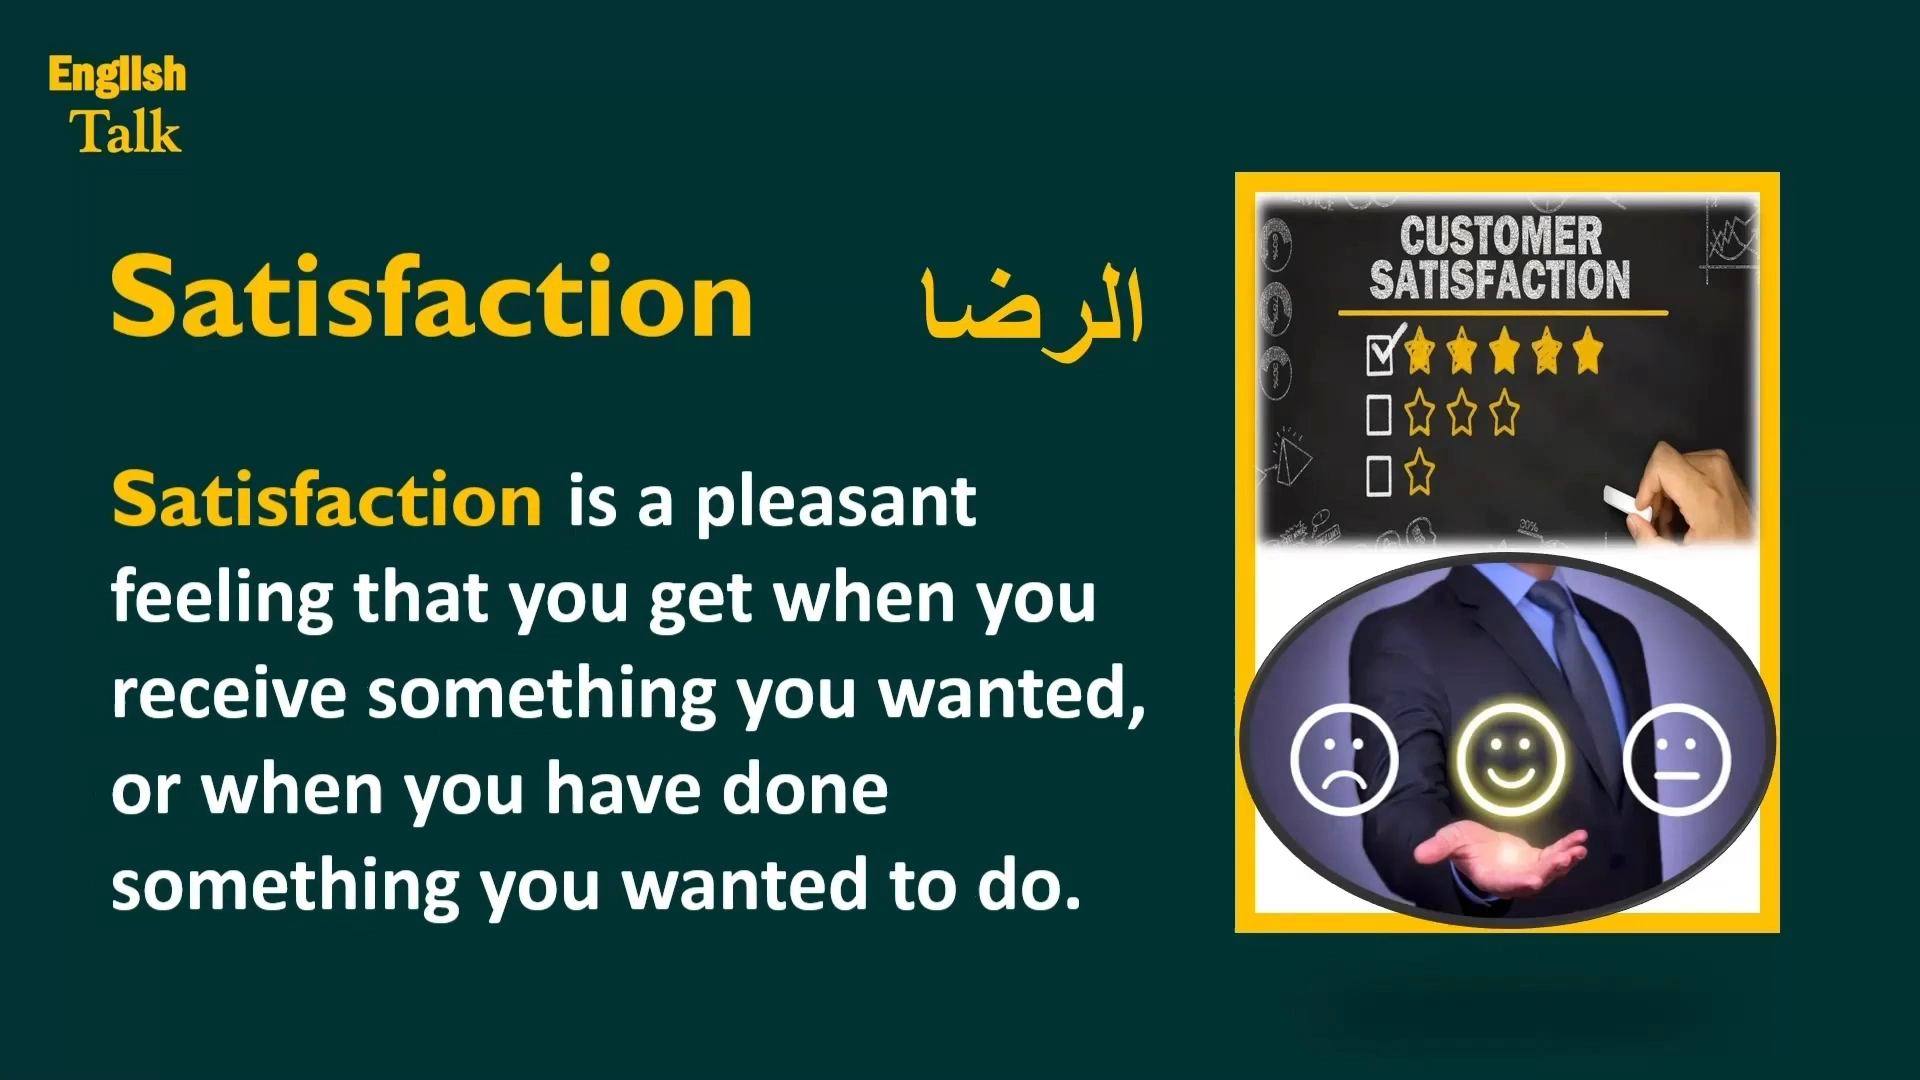 English
Talk
Satisfaction
الرضا
Satisfaction is a pleasant
feeling that you get when you
receive something you wanted,
or when you have done
something you wanted to do.
CUSTOMER
SATISFACTION